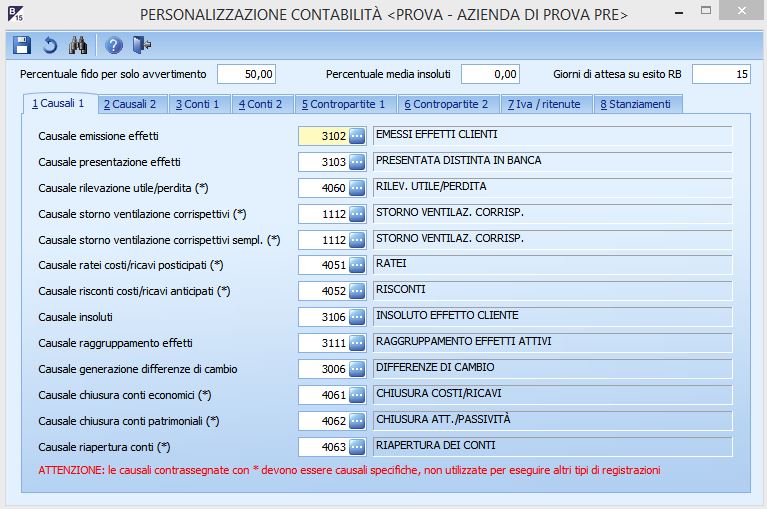 B 15 PERSONALIZZAZIONE CONTABILITÀ <PROVA - AZIENDA DI PROVA PRE>
Percentuale fido per solo avvertimento 50,00 Percentuale media insoluti 0,00 Giorni di attesa su esito RB 15
1 Causali 1 2 Causali 2 3 Conti 1 4 Conti 2 5 Contropartite 1 6 Contropartite 2 7 Iva / ritenute 8 Stanziamenti
Causale emissione effetti 3102 EMESSI EFFETTI CLIENTI
Causale presentazione effetti 3103 PRESENTATA DISTINTA IN BANCA
Causale rilevazione utile/perdita (*) 4060 RILEV. UTILE/PERDITA
Causale storno ventilazione corrispettivi (*) 1112 STORNO VENTILAZ. CORRISP.
Causale storno ventilazione corrispettivi sempl. (*) 1112 STORNO VENTILAZ. CORRISP.
Causale ratei costi/ricavi posticipati (*) 4051 RATEI
Causale risconti costi/ricavi anticipati (*) 4052 RISCONTI
Causale insoluti 3106 INSOLUTO EFFETTO CLIENTE
Causale raggruppamento effetti 3111 RAGGRUPPAMENTO EFFETTI ATTIVI
Causale generazione differenze di cambio 3006 DIFFERENZE DI CAMBIO
Causale chiusura conti economici (*) 4061 CHIUSURA COSTI/RICAVI
Causale chiusura conti patrimoniali (*) 4062 CHIUSURA ATT./PASSIVITÀ
Causale riapertura conti (*) 4063 RIAPERTURA DEI CONTI
ATTENZIONE: le causali contrassegnate con * devono essere causali specifiche, non utilizzate per eseguire altri tipi di registrazioni